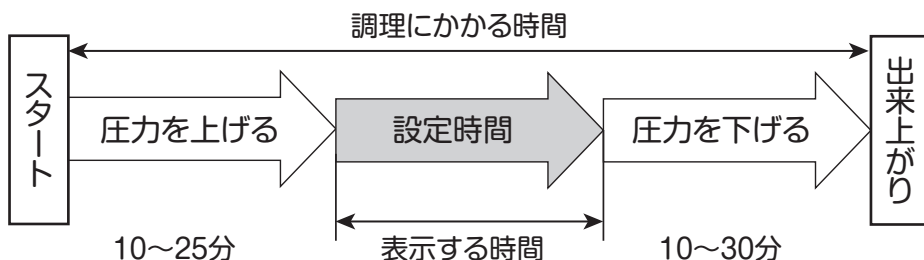 調理にかかる時間
スタート
圧力を上げる
設定時間
圧力を下げる
出来上がり
10～25分
表示する時間
10～30分